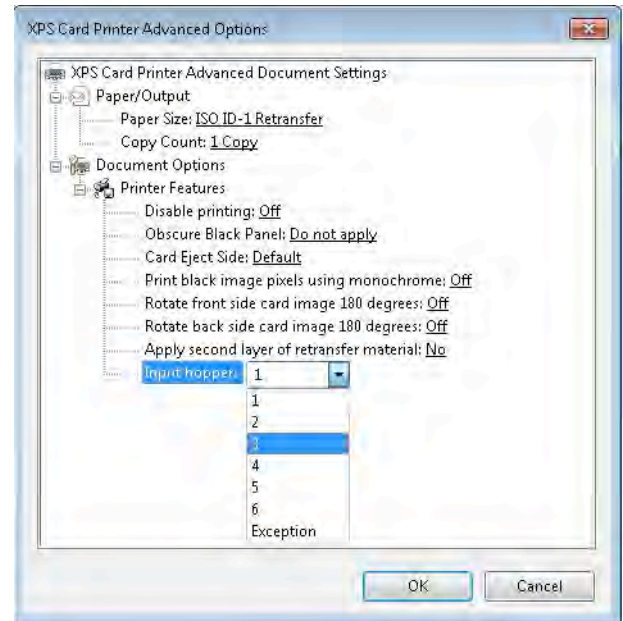 XPS Card Printer Advanced Options
XPS Card Printer Advanced Document Settings
Paper/Output
Paper Size: ISO ID-1 Retransfer
Copy Count: 1 Copy
Document Options
Printer Features
Disable printing: Off
Obscure Black Panel: Do not apply
Card Eject Side: Default
Print black image pixels using monochrome: Off
Rotate front side card image 180 degrees: Off
Rotate back side card image 180 degrees: Off
Apply second layer of retransfer material: No
Input hopper: 1
1
2
3
4
5
6
Exception
OK Cancel